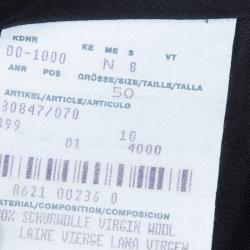 KDNR KE ME S VT
00-1000 N 8
ANR POS GRÖSSE/SIZE/TAILLE/TALLA
50
ARTIKEL/ARTICLE/ARTICULO
30847/070
499 10
01 4000
8621 00236 0
MATERIAL/COMPOSITION/COMPOSICION
SCHURWOLLE VIRGIN WOOL
LAINE VIERGE LANA VIRGEN